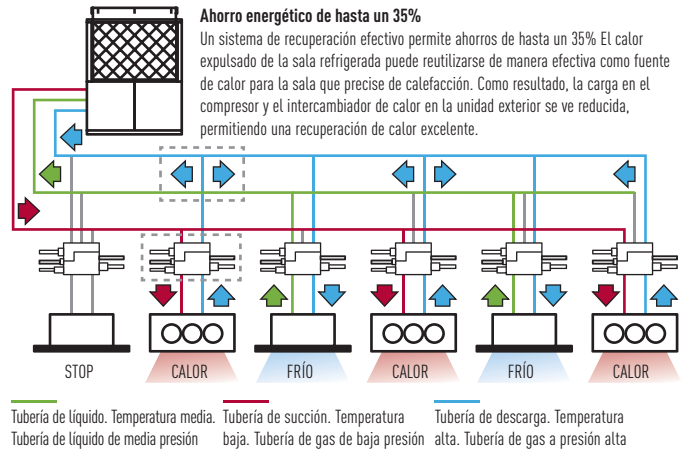 Ahorro energético de hasta un 35%
Un sistema de recuperación efectivo permite ahorros de hasta un 35% El calor
expulsado de la sala refrigerada puede reutilizarse de manera efectiva como fuente
de calor para la sala que precise de calefacción. Como resultado, la carga en el
compresor y el intercambiador de calor en la unidad exterior se ve reducida,
permitiendo una recuperación de calor excelente.
STOP
CALOR
FRÍO
CALOR
FRÍO
CALOR
Tubería de líquido. Temperatura media.
Tubería de líquido de media presión
Tubería de succión. Temperatura
baja. Tubería de gas de baja presión
Tubería de descarga. Temperatura
alta. Tubería de gas a presión alta